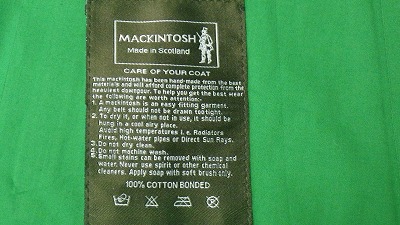 MACKINTOSH
Made in Scotland
CARE OF YOUR COAT
This mackintosh has been hand-made from the best
materials and will afford complete protection from the
heaviest downpour. To help you get the best wear
the following are worth attention:-
1. A mackintosh is an easy fitting garment.
Any belt should not be drawn too tight.
2. To dry it, or when not in use, it should be
hung in a cool airy place.
Avoid high temperatures i.e. Radiators
Fires, Hot-water pipes or Direct Sun Rays.
3. Do not dry clean.
Do not machine wash.
Small stains can be removed with soap and
water. Never use spirit or other chemical
cleaners. Apply soap with soft brush only.
100% COTTON BONDED